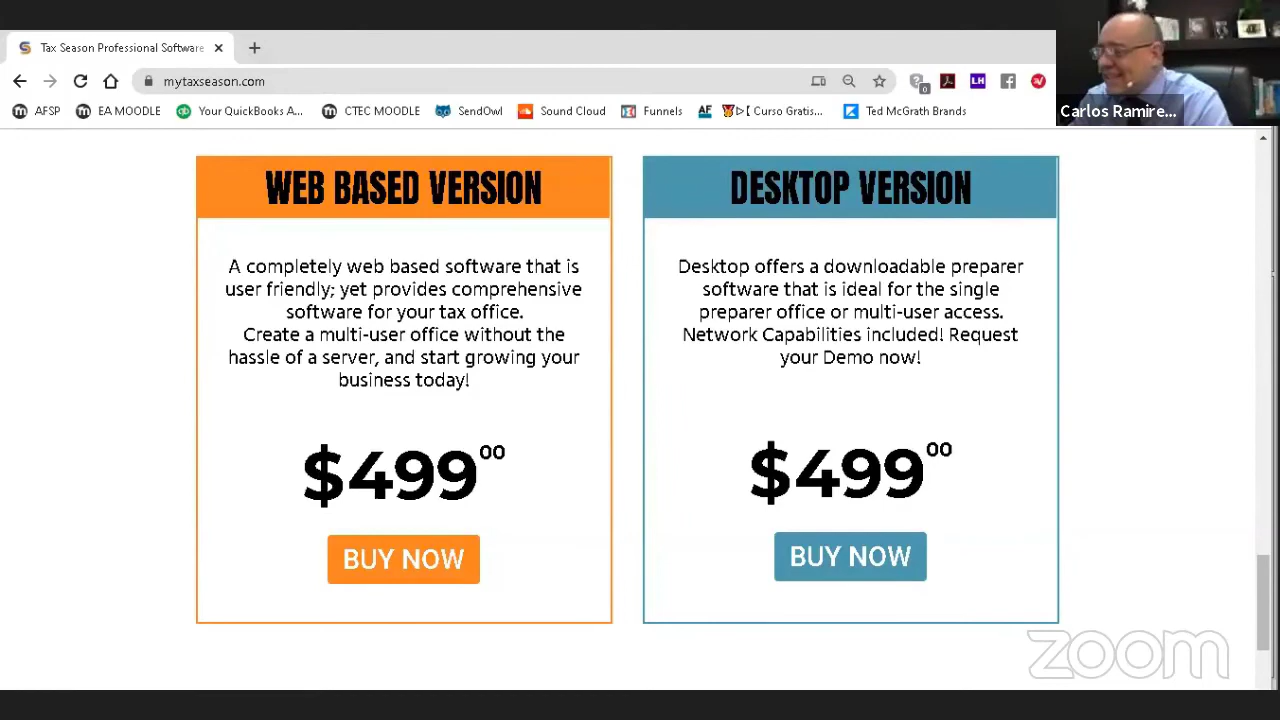 Tax Season Professional Software
mytaxseason.com
0
LH
AFSP
EA MOODLE
Your QuickBooks A...
CTEC MOODLE
SendOwl
Sound Cloud
Funnels
AF
Curso Gratis...
Ted McGrath Brands
Carlos Ramire...
WEB BASED VERSION
A completely web based software that is
user friendly; yet provides comprehensive
software for your tax office.
Create a multi-user office without the
hassle of a server, and start growing your
business today!
$499 00
BUY NOW
DESKTOP VERSION
Desktop offers a downloadable preparer
software that is ideal for the single
preparer office or multi-user access.
Network Capabilities included! Request
your Demo now!
$499 00
BUY NOW
zoom